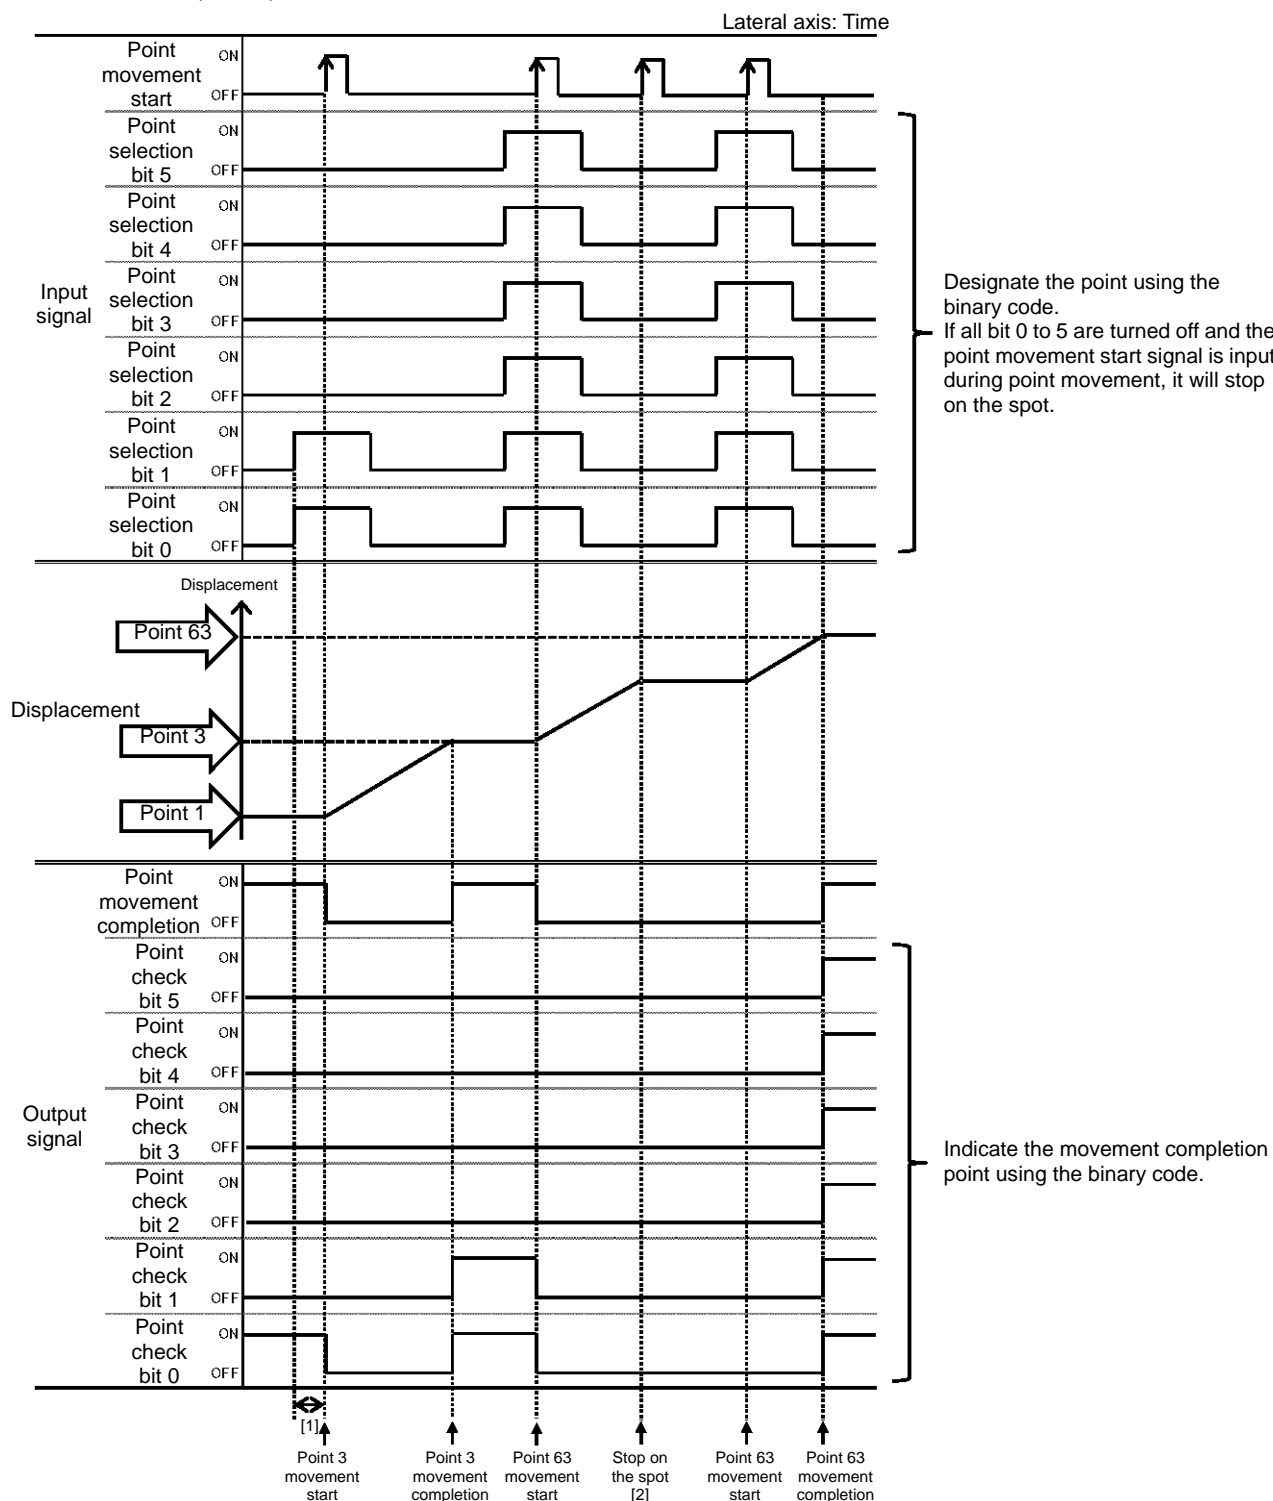 Lateral axis: Time
Point
movement
start
ON
OFF
Point
selection
bit 5
ON
OFF
Point
selection
bit 4
ON
OFF
Input
signal
Point
selection
bit 3
ON
OFF
Point
selection
bit 2
ON
OFF
Point
selection
bit 1
ON
OFF
Point
selection
bit 0
ON
OFF
Designate the point using the
binary code.
If all bit 0 to 5 are turned off and the
point movement start signal is input
during point movement, it will stop
on the spot.
Displacement
Point 63
Displacement
Point 3
Point 1
Point
movement
completion
ON
OFF
Point
check
bit 5
ON
OFF
Point
check
bit 4
ON
OFF
Output
signal
Point
check
bit 3
ON
OFF
Point
check
bit 2
ON
OFF
Point
check
bit 1
ON
OFF
Point
check
bit 0
ON
OFF
Indicate the movement completion
point using the binary code.
[1]
Point 3
movement
start
Point 3
movement
completion
Point 63
movement
start
Stop on
the spot
[2]
Point 63
movement
start
Point 63
movement
completion